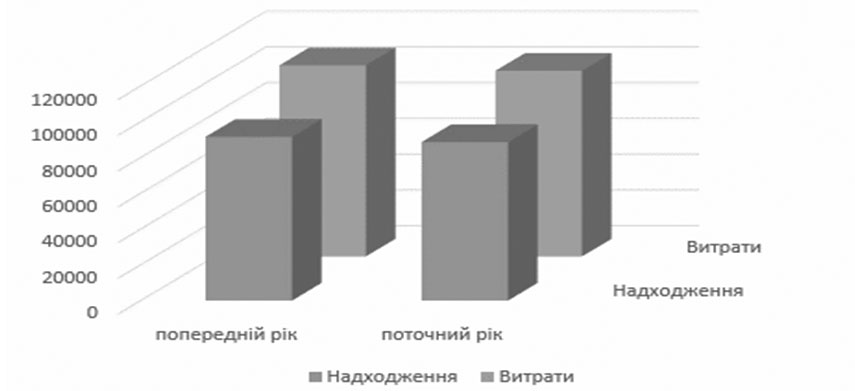 120000
100000
80000
60000
40000
20000
0
Витрати
Надходження
попередній рік
поточний рік
Надходження
Витрати